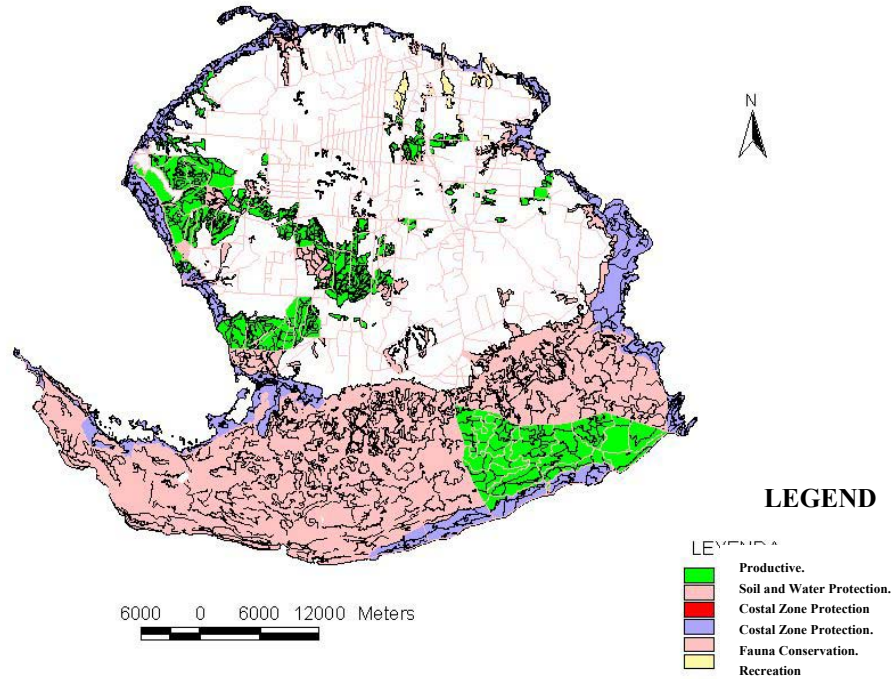 N
LEGEND
Productive.
Soil and Water Protection.
Costal Zone Protection
Costal Zone Protection.
Fauna Conservation.
Recreation
6000 0 6000 12000 Meters